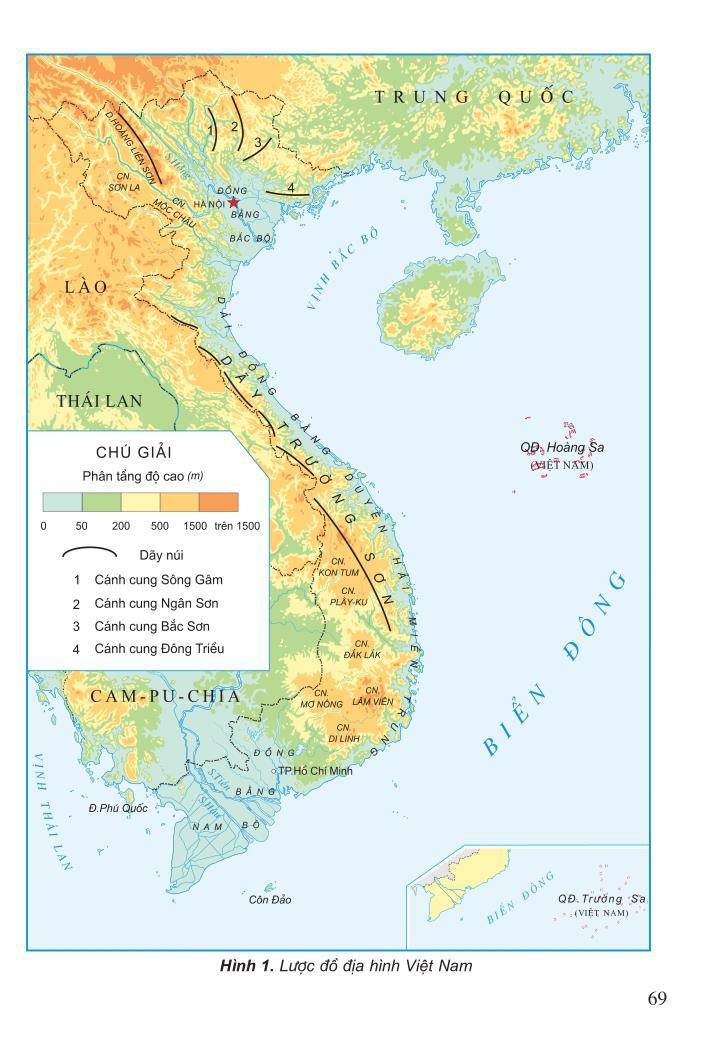 TRUNG QUỐC
D.HOÀNG LIÊN SƠN
S.Hồng
1
2
3
4
CN.
SƠN LA
CN.
MỘC CHÂU
HÀ NỘI
ĐỒNG
BẰNG
BẮC BỘ
VỊNH BẮC BỘ
LÀO
THÁI LAN
DẢI ĐỒNG BẰNG DUYÊN HẢI MIỀN TRUNG
DÃY TRƯỜNG SƠN
QĐ. Hoàng Sa
(VIỆT NAM)
CHÚ GIẢI
Phân tầng độ cao (m)
0 50 200 500 1500 trên 1500
Dãy núi
1 Cánh cung Sông Gâm
2 Cánh cung Ngân Sơn
3 Cánh cung Bắc Sơn
4 Cánh cung Đông Triều
CN.
KON TUM
CN.
PLÂY-KU
CN.
ĐẮK LẮK
CN.
MƠ NÔNG
CN.
LÂM VIÊN
CN.
DI LINH
BIỂN ĐÔNG
CAM-PU-CHIA
ĐỒNG
BẰNG
NAM BỘ
TP.Hồ Chí Minh
S.Tiền
S.Hậu
VỊNH THÁI LAN
Đ.Phú Quốc
Côn Đảo
BIỂN ĐÔNG
QĐ. Trường Sa
(VIỆT NAM)
Hình 1. Lược đồ địa hình Việt Nam
69